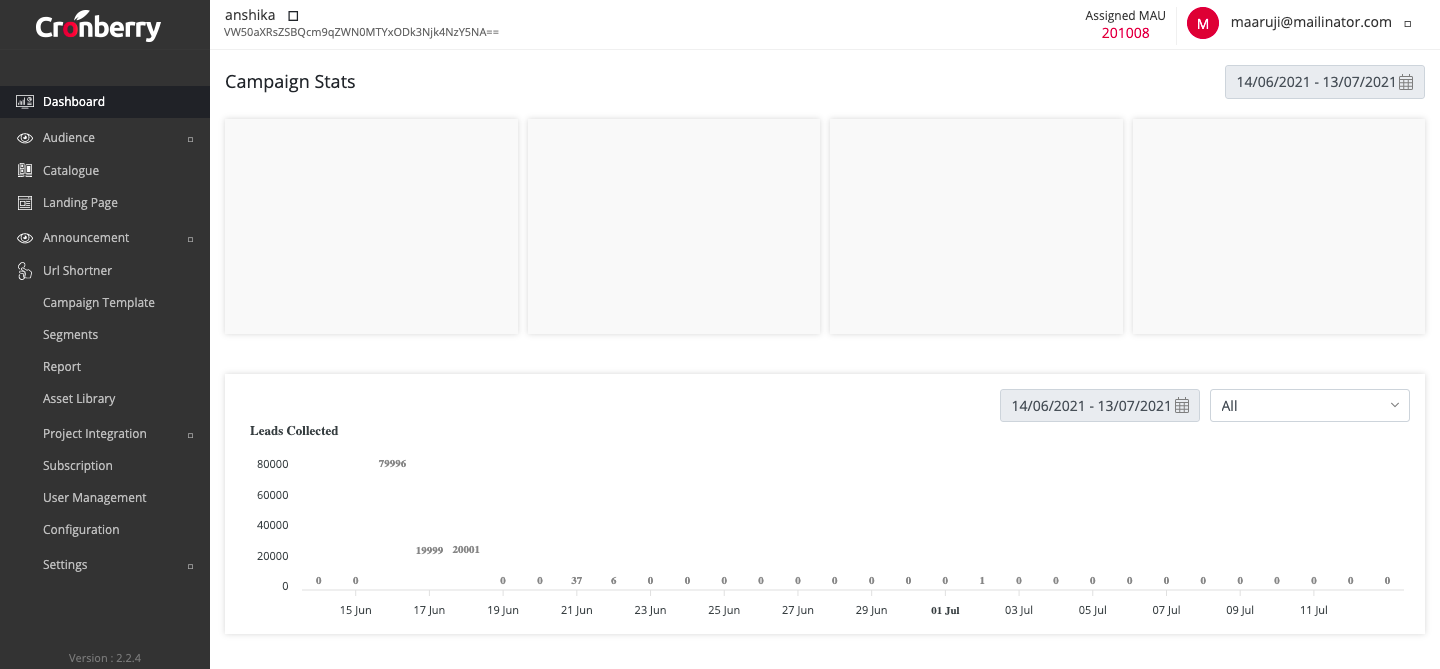 Cronberry
anshika
VW50aXRsZSBQcm9qZWN0MTYxODk3Njk4NzY5NA==
Assigned MAU
201008
M
maaruji@mailinator.com
Dashboard
Audience
Catalogue
Landing Page
Announcement
Url Shortner
Campaign Template
Segments
Report
Asset Library
Project Integration
Subscription
User Management
Configuration
Settings
Version : 2.2.4
Campaign Stats
14/06/2021 - 13/07/2021
14/06/2021 - 13/07/2021
All
Leads Collected
80000
60000
40000
20000
0
0 0 79996 19999 20001 0 0 37 6 0 0 0 0 0 0 0 0 0 1 0 0 0 0 0 0 0 0 0 0 0
15 Jun 17 Jun 19 Jun 21 Jun 23 Jun 25 Jun 27 Jun 29 Jun 01 Jul 03 Jul 05 Jul 07 Jul 09 Jul 11 Jul